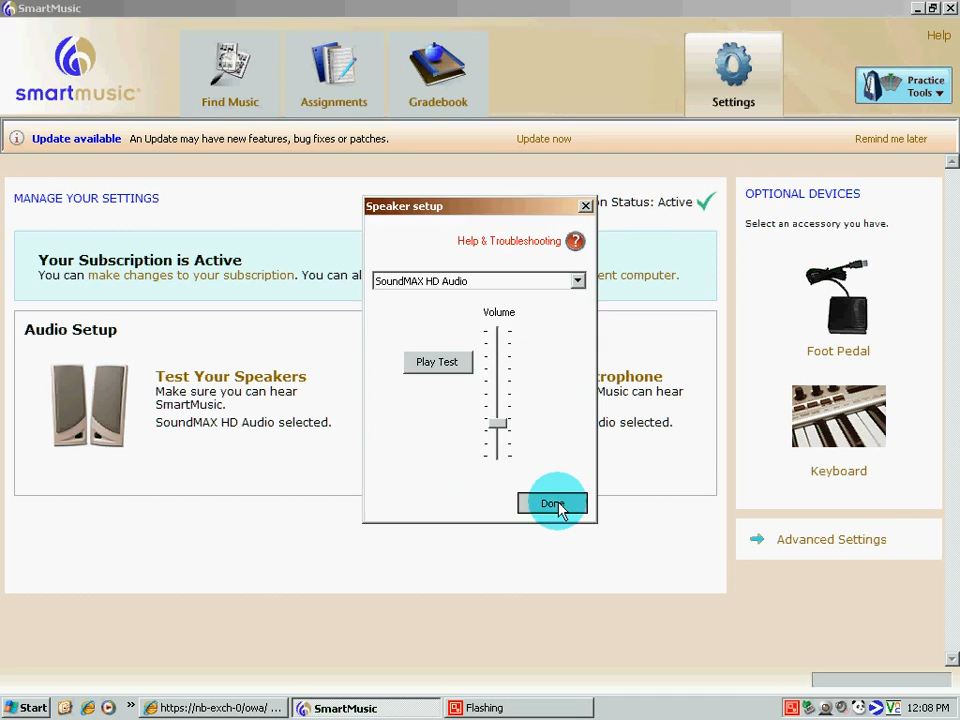 SmartMusic
Help
smartmusic
Find Music
Assignments
Gradebook
Settings
Practice
Tools
Update available
An Update may have new features, bug fixes or patches.
Update now
Remind me later
MANAGE YOUR SETTINGS
n Status: Active
Your Subscription is Active
You can make changes to your subscription. You can al
ent computer.
Audio Setup
Test Your Speakers
Make sure you can hear
SmartMusic.
SoundMAX HD Audio selected.
rophone
Music can hear
dio selected.
Speaker setup
Help & Troubleshooting
?
SoundMAX HD Audio
Volume
Play Test
Done
OPTIONAL DEVICES
Select an accessory you have.
Foot Pedal
Keyboard
Advanced Settings
Start
https://nb-exch-0/owa/ ...
SmartMusic
Flashing
12:08 PM